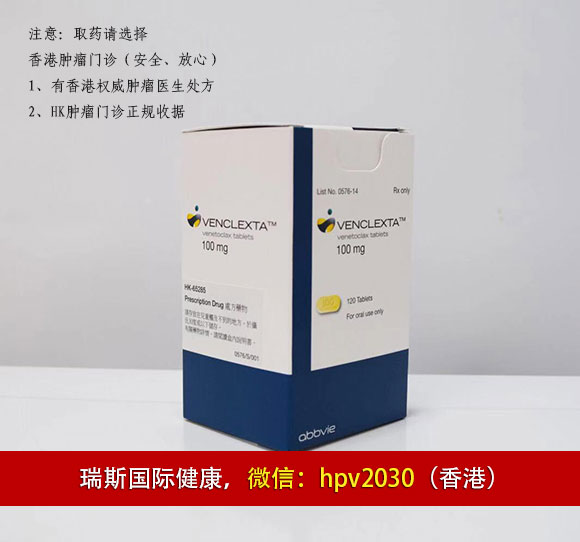 注意：取药请选择
香港肿瘤门诊（安全、放心）
1、有香港权威肿瘤医生处方
2、HK肿瘤门诊正规收据
List No. 0576-14
Rx only
VENCLEXTA™
venetoclax tablets
100 mg
VENCLEXTA™
venetoclax tablets
100 mg
HK-65285
Prescription Drug 處方藥物
0576/S/001
120 Tablets
For oral use only
abbvie
瑞斯国际健康，微信：hpv2030（香港）